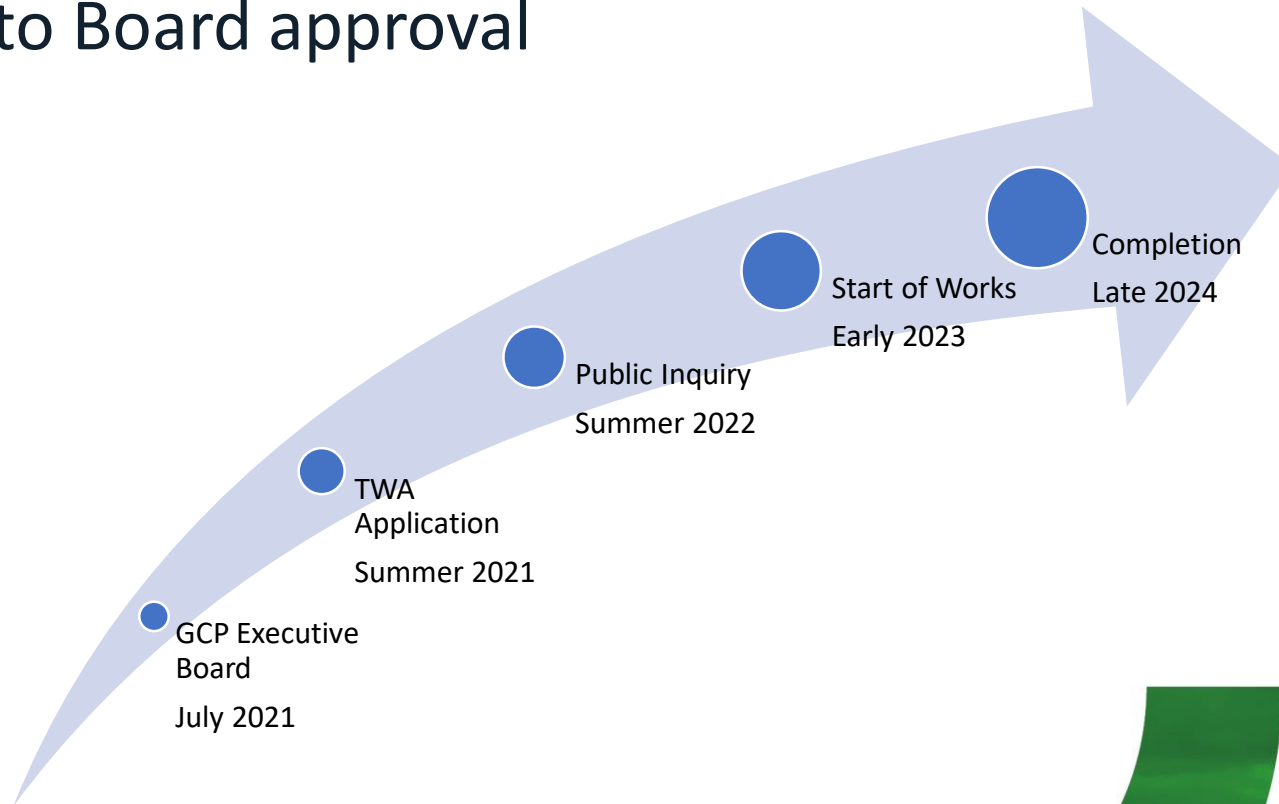 to Board approval
Completion
Late 2024
Start of Works
Early 2023
Public Inquiry
Summer 2022
TWA
Application
Summer 2021
GCP Executive
Board
July 2021